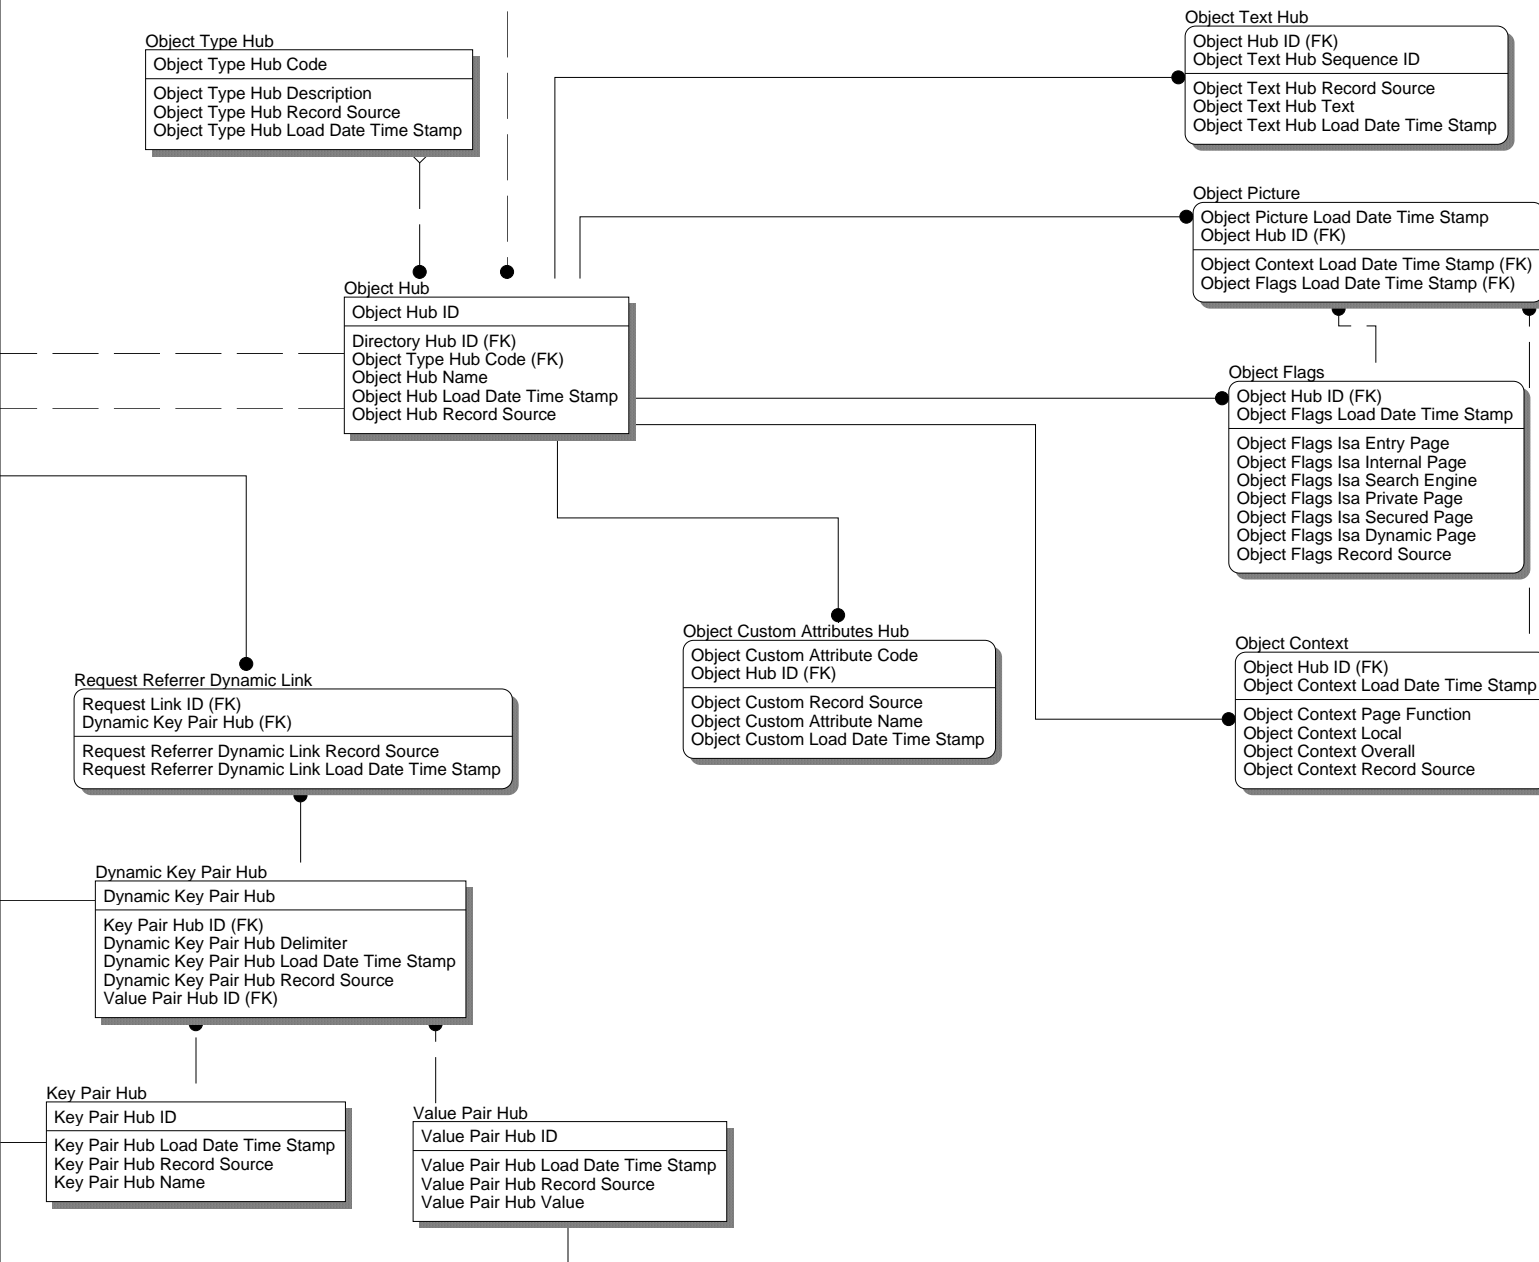 Object Type Hub
Object Type Hub Code
Object Type Hub Description
Object Type Hub Record Source
Object Type Hub Load Date Time Stamp
Object Text Hub
Object Hub ID (FK)
Object Text Hub Sequence ID
Object Text Hub Record Source
Object Text Hub Text
Object Text Hub Load Date Time Stamp
Object Picture
Object Picture Load Date Time Stamp
Object Hub ID (FK)
Object Context Load Date Time Stamp (FK)
Object Flags Load Date Time Stamp (FK)
Object Hub
Object Hub ID
Directory Hub ID (FK)
Object Type Hub Code (FK)
Object Hub Name
Object Hub Load Date Time Stamp
Object Hub Record Source
Object Flags
Object Hub ID (FK)
Object Flags Load Date Time Stamp
Object Flags Isa Entry Page
Object Flags Isa Internal Page
Object Flags Isa Search Engine
Object Flags Isa Private Page
Object Flags Isa Secured Page
Object Flags Isa Dynamic Page
Object Flags Record Source
Object Custom Attributes Hub
Object Custom Attribute Code
Object Hub ID (FK)
Object Custom Record Source
Object Custom Attribute Name
Object Custom Load Date Time Stamp
Object Context
Object Hub ID (FK)
Object Context Load Date Time Stamp
Object Context Page Function
Object Context Local
Object Context Overall
Object Context Record Source
Request Referrer Dynamic Link
Request Link ID (FK)
Dynamic Key Pair Hub (FK)
Request Referrer Dynamic Link Record Source
Request Referrer Dynamic Link Load Date Time Stamp
Dynamic Key Pair Hub
Dynamic Key Pair Hub
Key Pair Hub ID (FK)
Dynamic Key Pair Hub Delimiter
Dynamic Key Pair Hub Load Date Time Stamp
Dynamic Key Pair Hub Record Source
Value Pair Hub ID (FK)
Key Pair Hub
Key Pair Hub ID
Key Pair Hub Load Date Time Stamp
Key Pair Hub Record Source
Key Pair Hub Name
Value Pair Hub
Value Pair Hub ID
Value Pair Hub Load Date Time Stamp
Value Pair Hub Record Source
Value Pair Hub Value